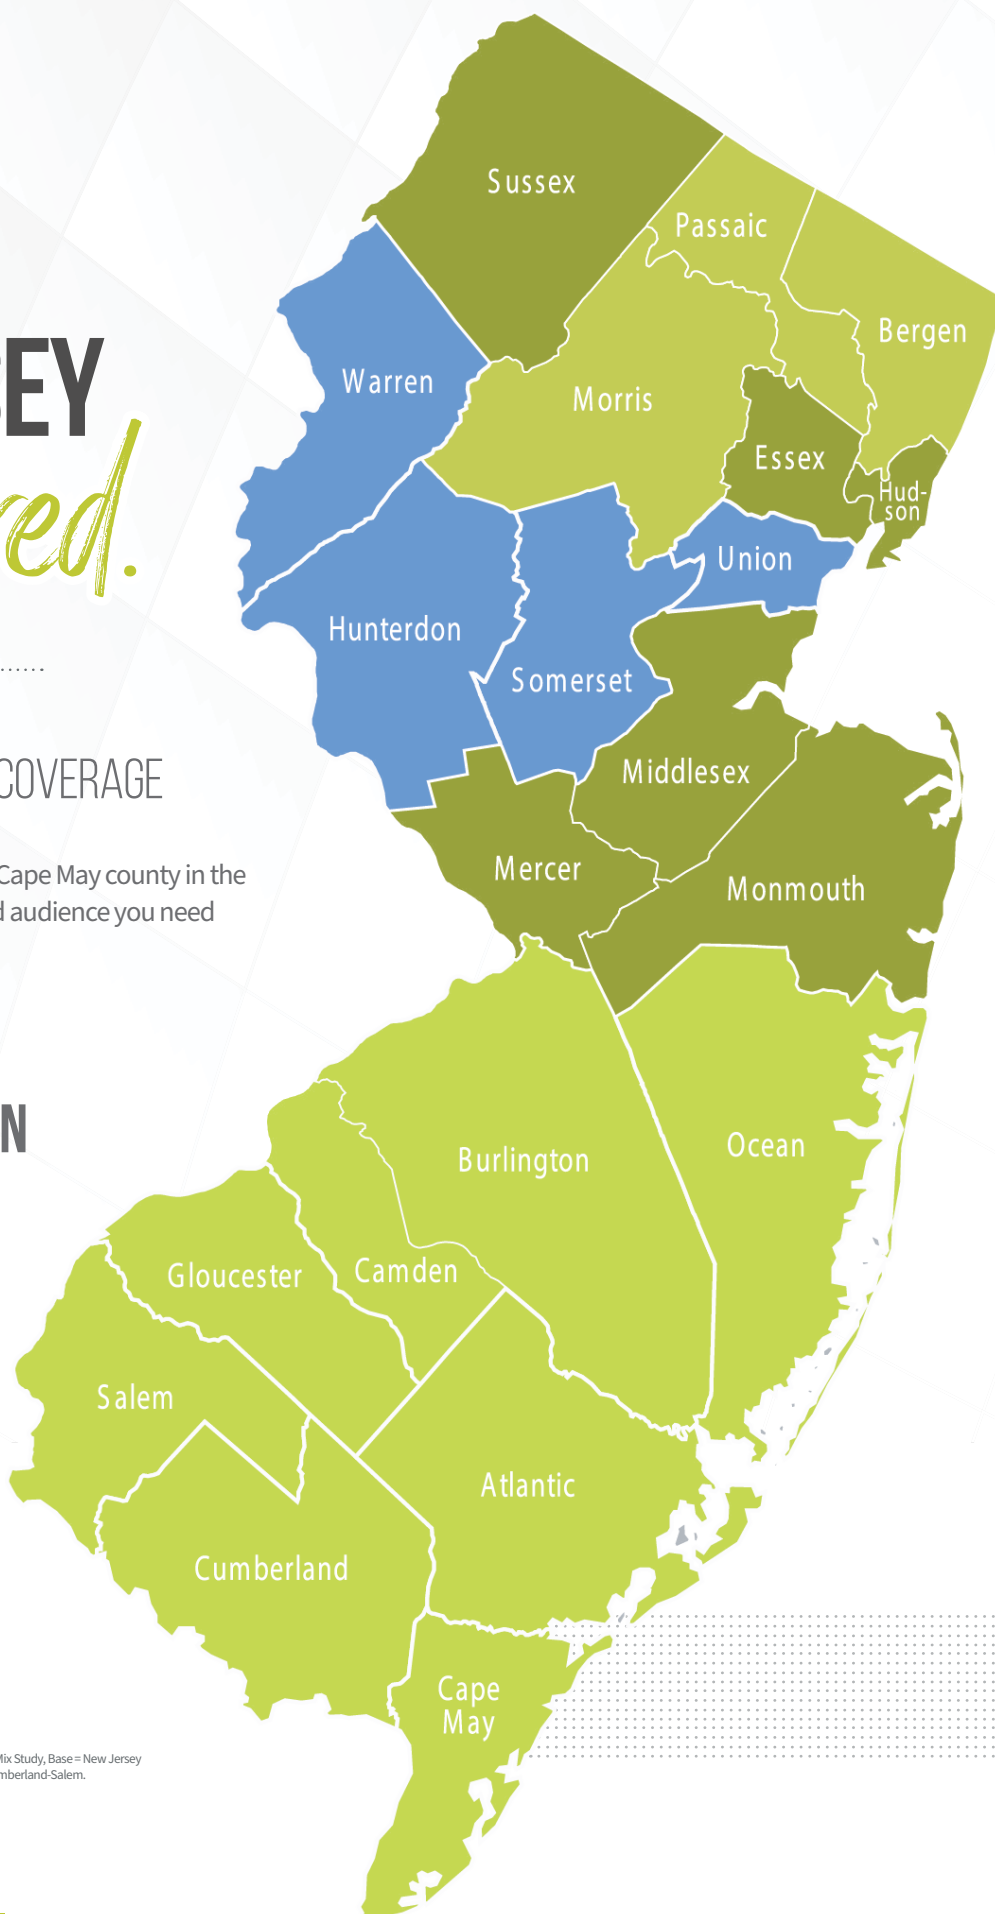 Sussex
Passaic
Bergen
Warren
Morris
Essex
Hud-
son
Union
Hunterdon
Somerset
Middlesex
Mercer
Monmouth
EY
red.
COVERAGE
Cape May county in the
audience you need
N
Burlington
Ocean
Gloucester
Camden
Salem
Atlantic
Cumberland
Cape
May
Mix Study, Base = New Jersey
mberland-Salem.